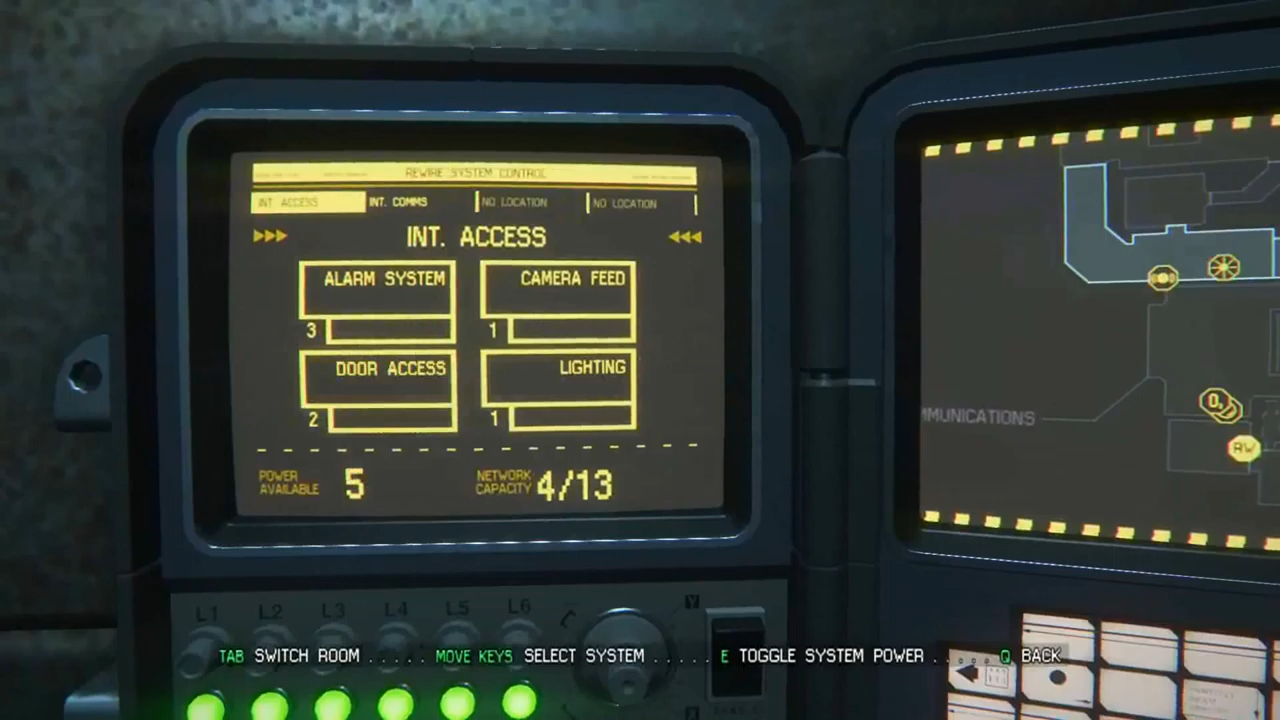 REWIRE SYSTEM CONTROL
INT. ACCESS INT. COMMS NO LOCATION NO LOCATION
INT. ACCESS
ALARM SYSTEM CAMERA FEED
3 1
DOOR ACCESS LIGHTING
2 1
POWER AVAILABLE 5 NETWORK CAPACITY 4/13
MMUNICATIONS
0,
RW
L1 L2 L3 L4 L5 L6
Y
TAB SWITCH ROOM ..... MOVE KEYS SELECT SYSTEM ..... E TOGGLE SYSTEM POWER .. Q BACK